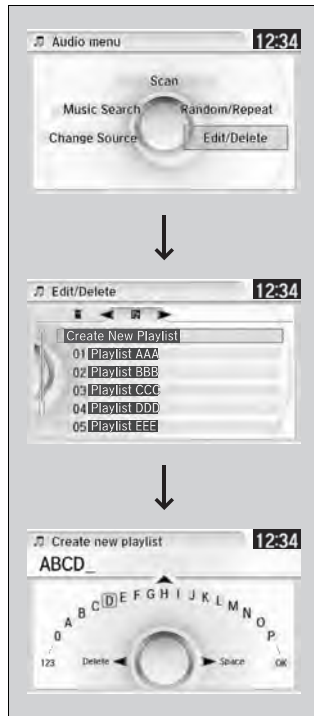 Audio menu 12:34
Scan
Music Search Random/Repeat
Change Source Edit/Delete
Edit/Delete 12:34
Create New Playlist
01 Playlist AAA
02 Playlist BBB
03 Playlist CCC
04 Playlist DDD
05 Playlist EEE
Create new playlist 12:34
ABCD_
0 A B C D E F G H I J K L M N O P.
123 Delete Space OK